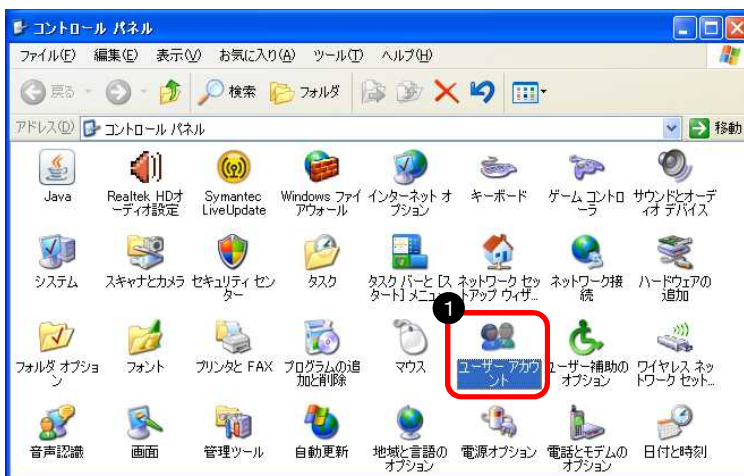 コントロール パネル
ファイル(F) 編集(E) 表示(V) お気に入り(A) ツール(T) ヘルプ(H)
戻る 検索 フォルダ
アドレス(D) コントロール パネル 移動
Java Realtek HDオ Symantec Windows ファイ インターネット オ キーボード ゲーム コントロ サウンドとオーデ
ーディオ設定 LiveUpdate アウォール プション ーラ ィオ デバイス
システム スキャナとカメラ セキュリティ セン タスク タスク バーと [ス ネットワーク セッ ネットワーク接 ハードウェアの
ター タート] メニュー トアップ ウィザ... 続 追加
1
フォルダ オプショ フォント プリンタと FAX プログラムの追 マウス ユーザー アカウ ユーザー補助の ワイヤレス ネッ
ン 加と削除 ント オプション トワーク セット...
音声認識 画面 管理ツール 自動更新 地域と言語の 電源オプション 電話とモデムの 日付と時刻
オプション オプション